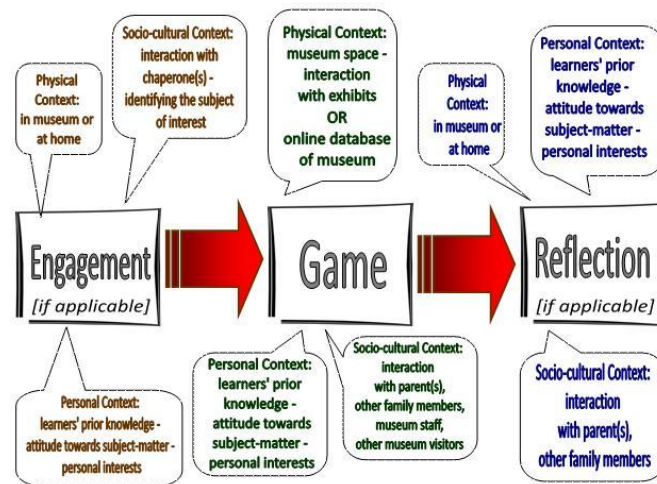 Physical
Context:
in museum or
at home
Socio-cultural Context:
interaction with
chaperone(s) -
identifying the subject
of interest
Physical Context:
museum space -
interaction
with exhibits
OR
online database
of museum
Physical
Context:
in museum or
at home
Personal Context:
learners' prior
knowledge -
attitude towards
subject-matter -
personal interests
Engagement
[if applicable]
Game
Reflection
[if applicable]
Personal Context:
learners' prior knowledge -
attitude towards subject-matter -
personal interests
Personal Context:
learners' prior
knowledge -
attitude towards
subject-matter -
personal interests
Socio-cultural Context:
interaction
with parent(s),
other family members,
museum staff,
other museum visitors
Socio-cultural Context:
interaction
with parent(s),
other family members